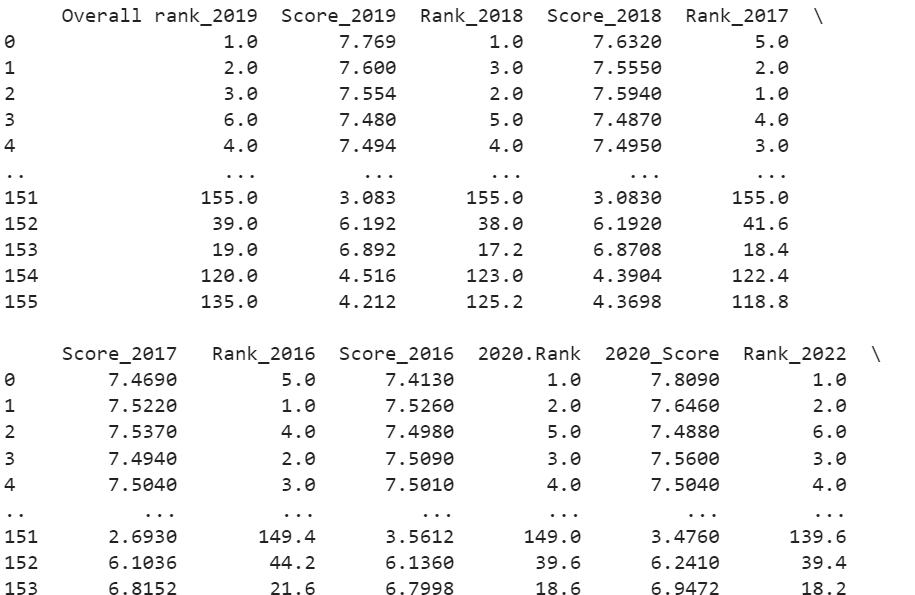 Overall rank_2019  Score_2019  Rank_2018  Score_2018  Rank_2017  \
0                  1.0       7.769        1.0      7.6320        5.0
1                  2.0       7.600        3.0      7.5550        2.0
2                  3.0       7.554        2.0      7.5940        1.0
3                  6.0       7.480        5.0      7.4870        4.0
4                  4.0       7.494        4.0      7.4950        3.0
..                 ...         ...        ...         ...        ...
151              155.0       3.083      155.0      3.0830      155.0
152               39.0       6.192       38.0      6.1920       41.6
153               19.0       6.892       17.2      6.8708       18.4
154              120.0       4.516      123.0      4.3904      122.4
155              135.0       4.212      125.2      4.3698      118.8

     Score_2017   Rank_2016  Score_2016  2020.Rank  2020_Score  Rank_2022  \
0        7.4690         5.0      7.4130        1.0      7.8090        1.0
1        7.5220         1.0      7.5260        2.0      7.6460        2.0
2        7.5370         4.0      7.4980        5.0      7.4880        6.0
3        7.4940         2.0      7.5090        3.0      7.5600        3.0
4        7.5040         3.0      7.5010        4.0      7.5040        4.0
..          ...         ...         ...        ...         ...        ...
151      2.6930       149.4      3.5612      149.0      3.4760      139.6
152      6.1036        44.2      6.1360       39.6      6.2410       39.4
153      6.8152        21.6      6.7998       18.6      6.9472       18.2